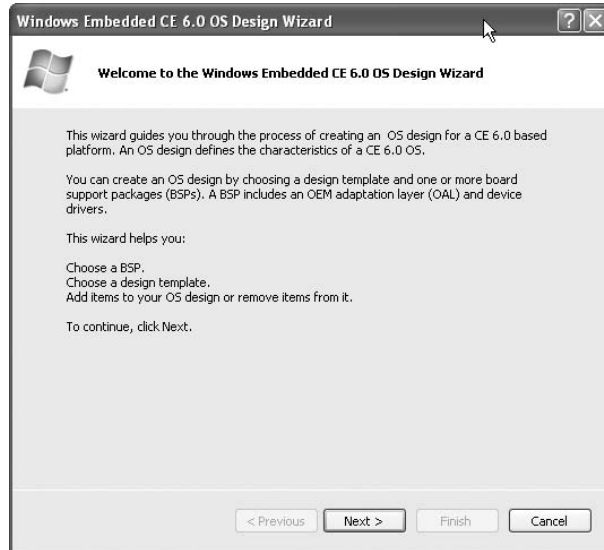 Windows Embedded CE 6.0 OS Design Wizard
Welcome to the Windows Embedded CE 6.0 OS Design Wizard
This wizard guides you through the process of creating an OS design for a CE 6.0 based
platform. An OS design defines the characteristics of a CE 6.0 OS.
You can create an OS design by choosing a design template and one or more board
support packages (BSPs). A BSP includes an OEM adaptation layer (OAL) and device
drivers.
This wizard helps you:
Choose a BSP.
Choose a design template.
Add items to your OS design or remove items from it.
To continue, click Next.
< Previous Next > Finish Cancel